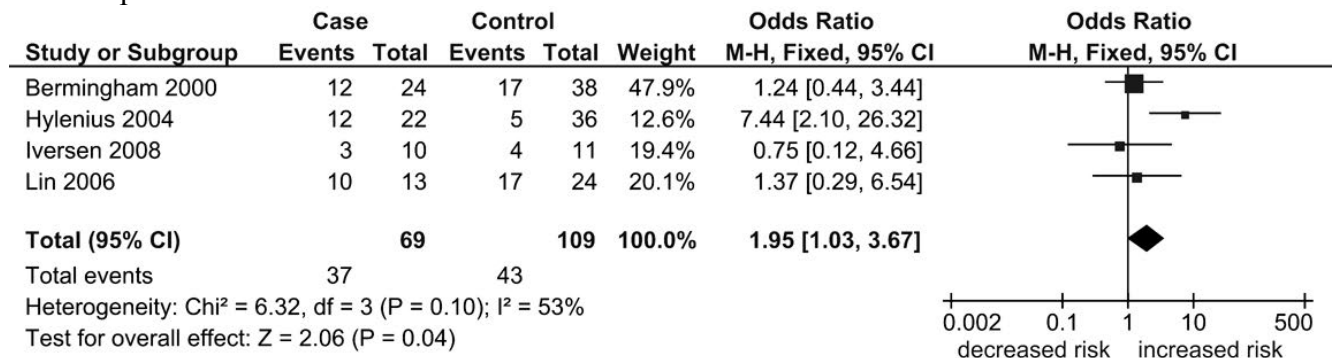 Case Control Odds Ratio Odds Ratio
Study or Subgroup Events Total Events Total Weight M-H, Fixed, 95% CI M-H, Fixed, 95% CI
Bermingham 2000 12 24 17 38 47.9% 1.24 [0.44, 3.44]
Hylenius 2004 12 22 5 36 12.6% 7.44 [2.10, 26.32]
Iversen 2008 3 10 4 11 19.4% 0.75 [0.12, 4.66]
Lin 2006 10 13 17 24 20.1% 1.37 [0.29, 6.54]
Total (95% CI) 69 109 100.0% 1.95 [1.03, 3.67]
Total events 37 43
Heterogeneity: Chi² = 6.32, df = 3 (P = 0.10); I² = 53%
Test for overall effect: Z = 2.06 (P = 0.04)
0.002 0.1 1 10 500
decreased risk increased risk